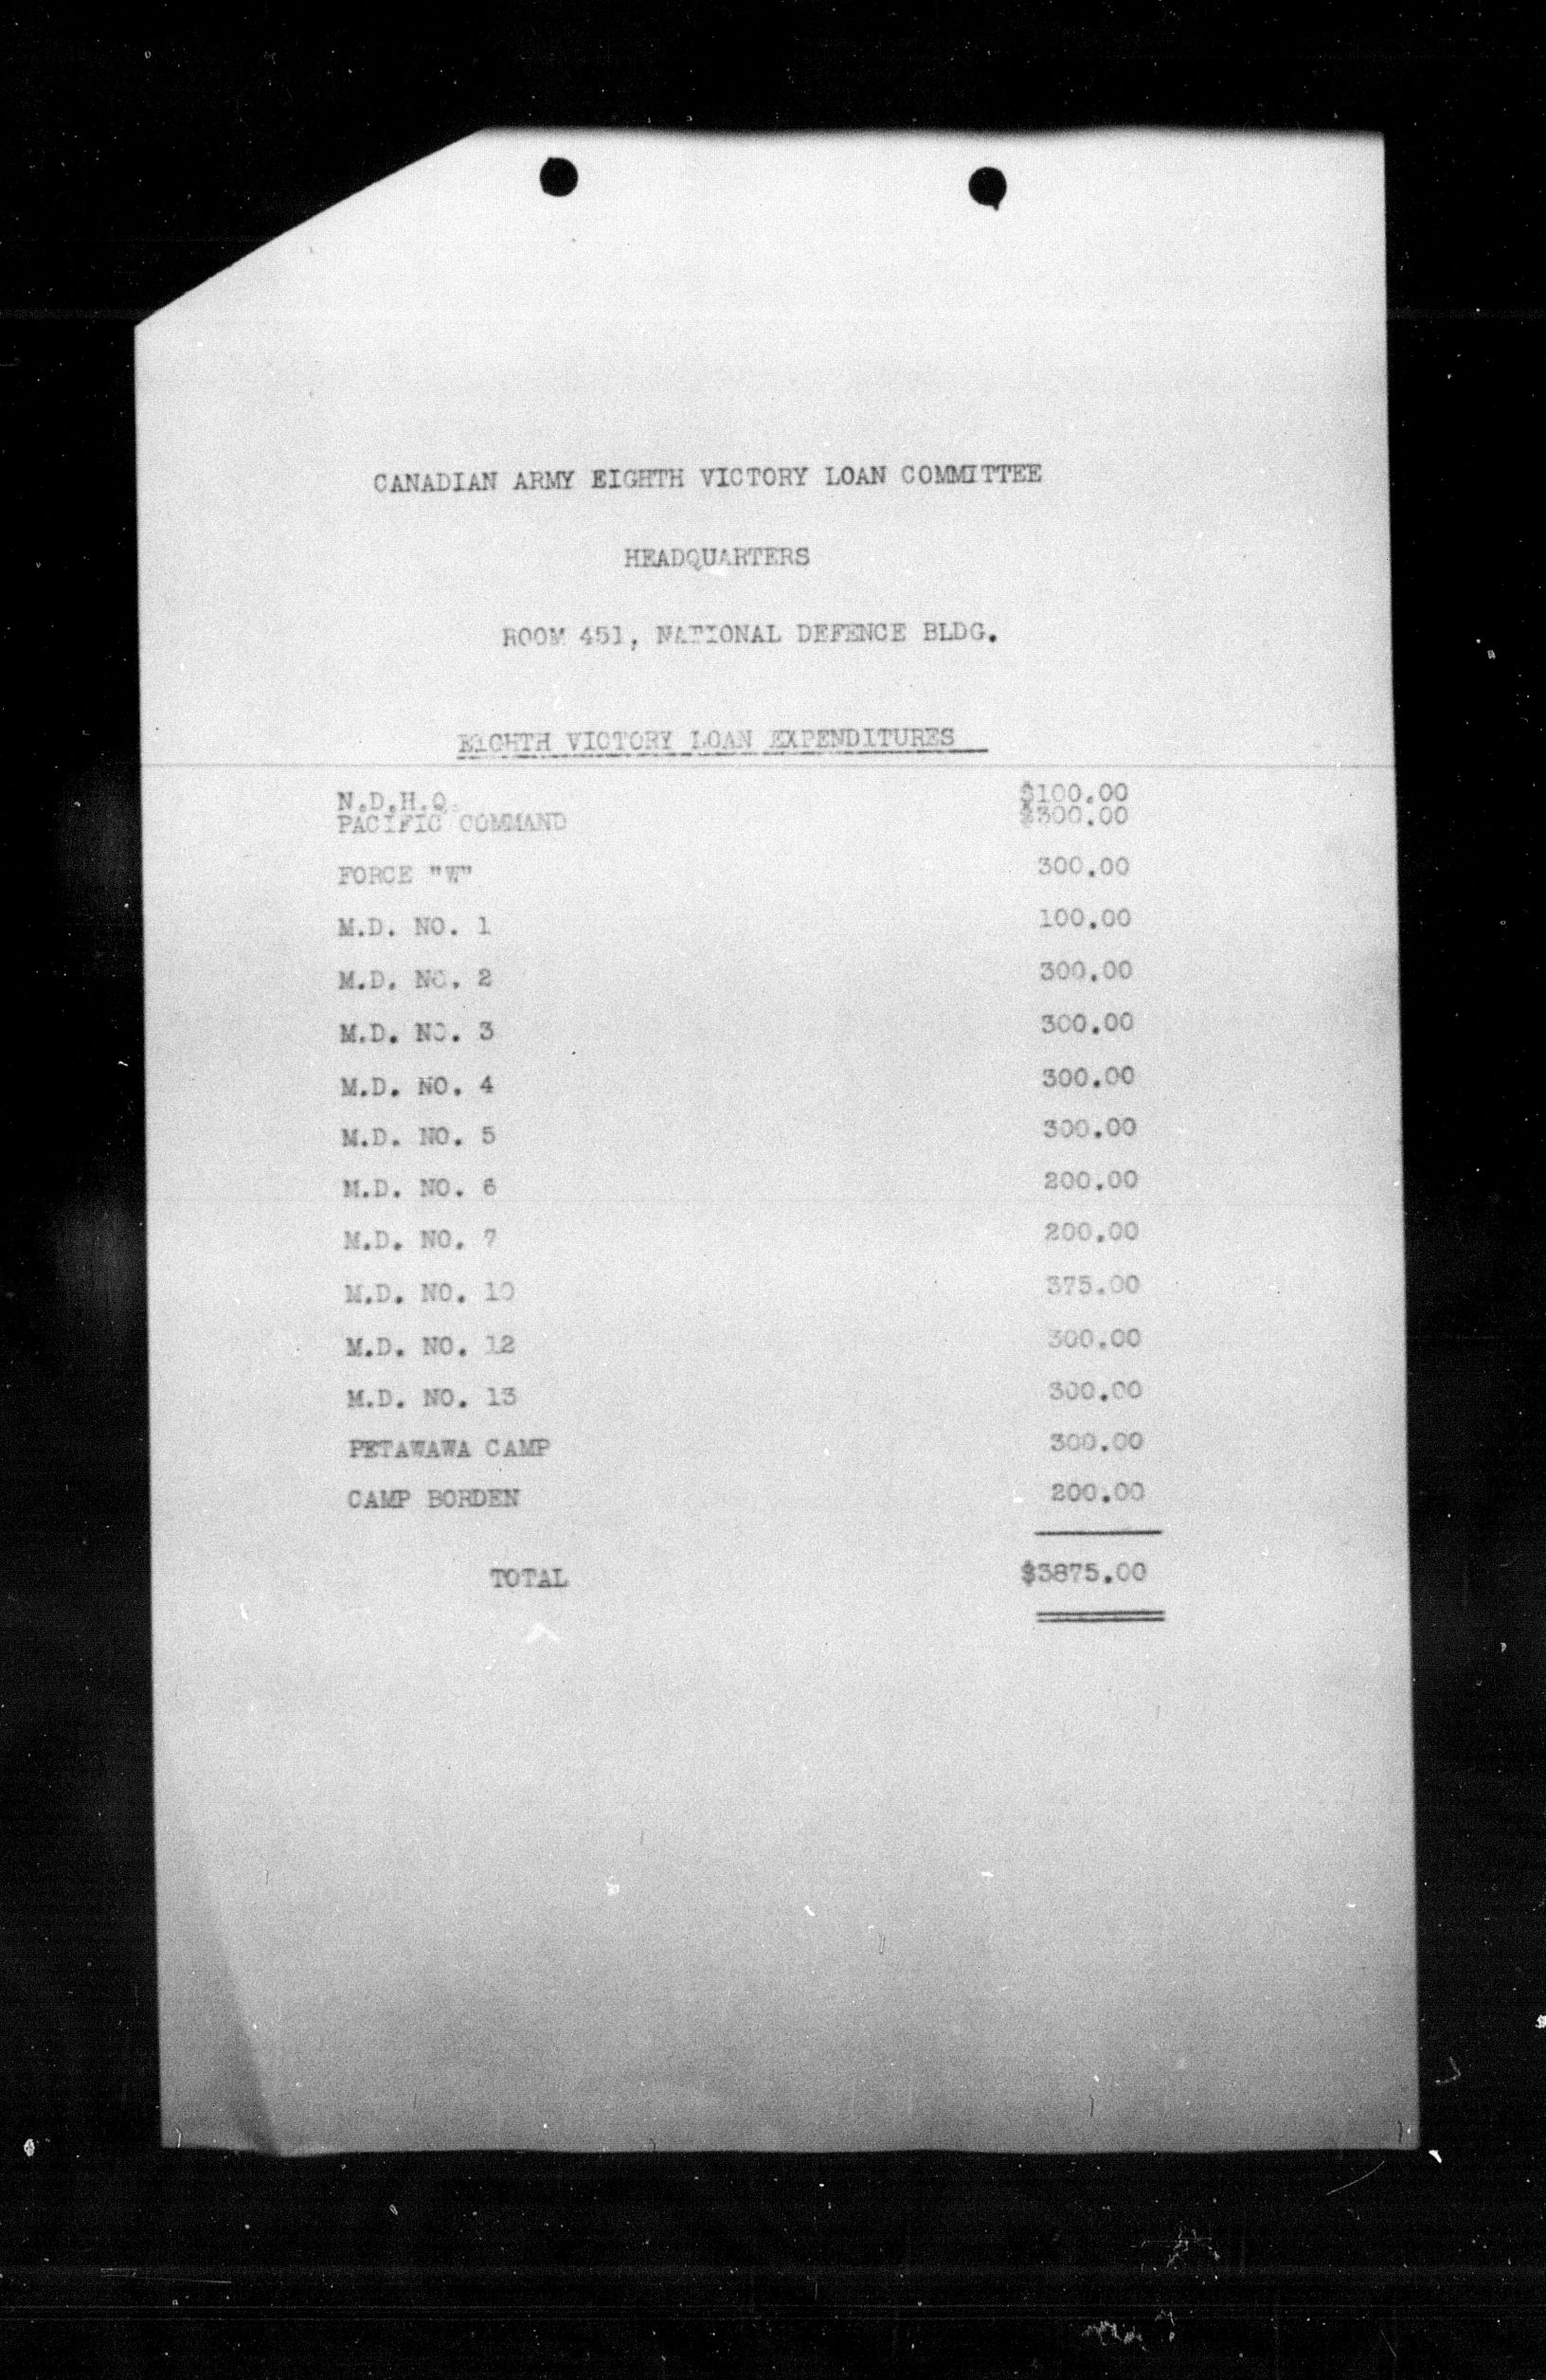 CANADIAN ARMY EIGHTH VICTORY LOAN COMMITTEE
HEADQUARTERS
ROOM 451, NATIONAL DEFENCE BLDG.
EIGHTH VICTORY LOAN EXPENDITURES
N.D.H.Q. $100.00
PACIFIC COMMAND $300.00
FORCE "W" 300.00
M.D. NO. 1 100.00
M.D. NO. 2 300.00
M.D. NO. 3 300.00
M.D. NO. 4 300.00
M.D. NO. 5 300.00
M.D. NO. 6 200.00
M.D. NO. 7 200.00
M.D. NO. 10 375.00
M.D. NO. 12 300.00
M.D. NO. 13 300.00
PETAWAWA CAMP 300.00
CAMP BORDEN 200.00
TOTAL $3875.00